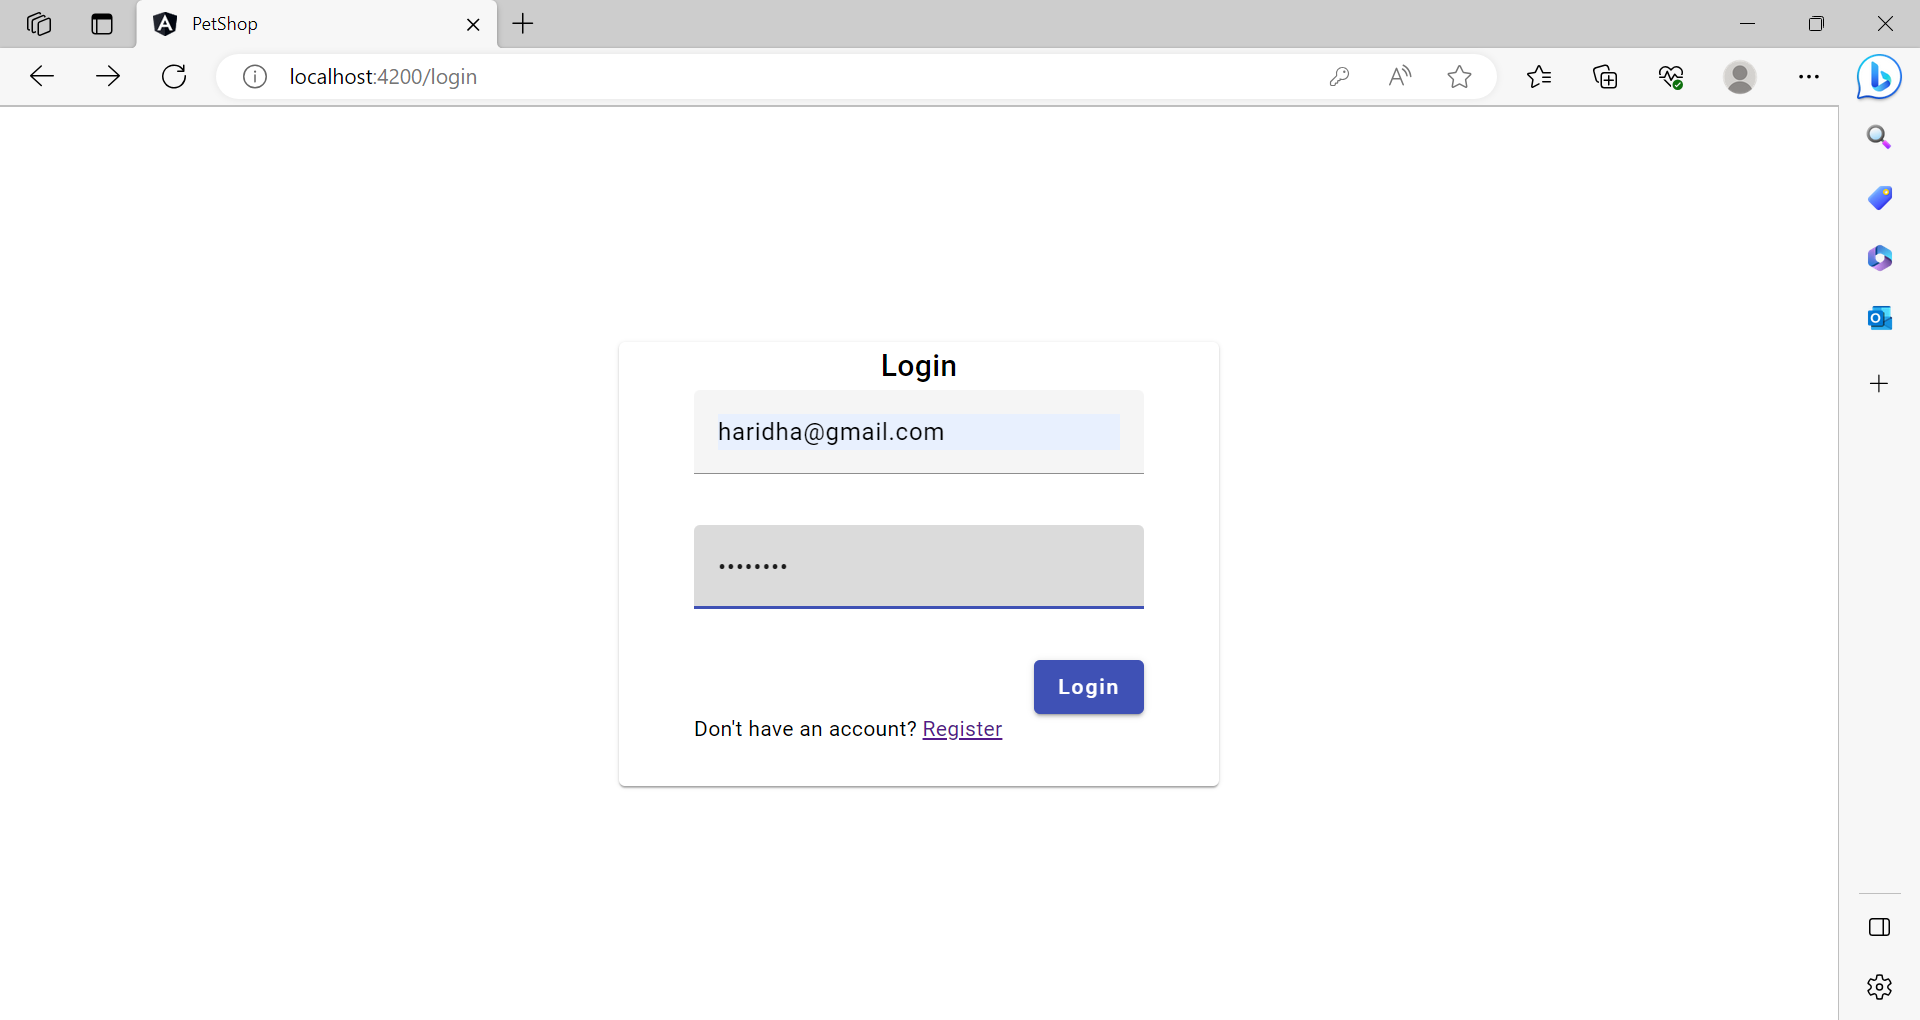 PetShop
localhost:4200/login
Login
haridha@gmail.com
••••••••
Login
Don't have an account? Register